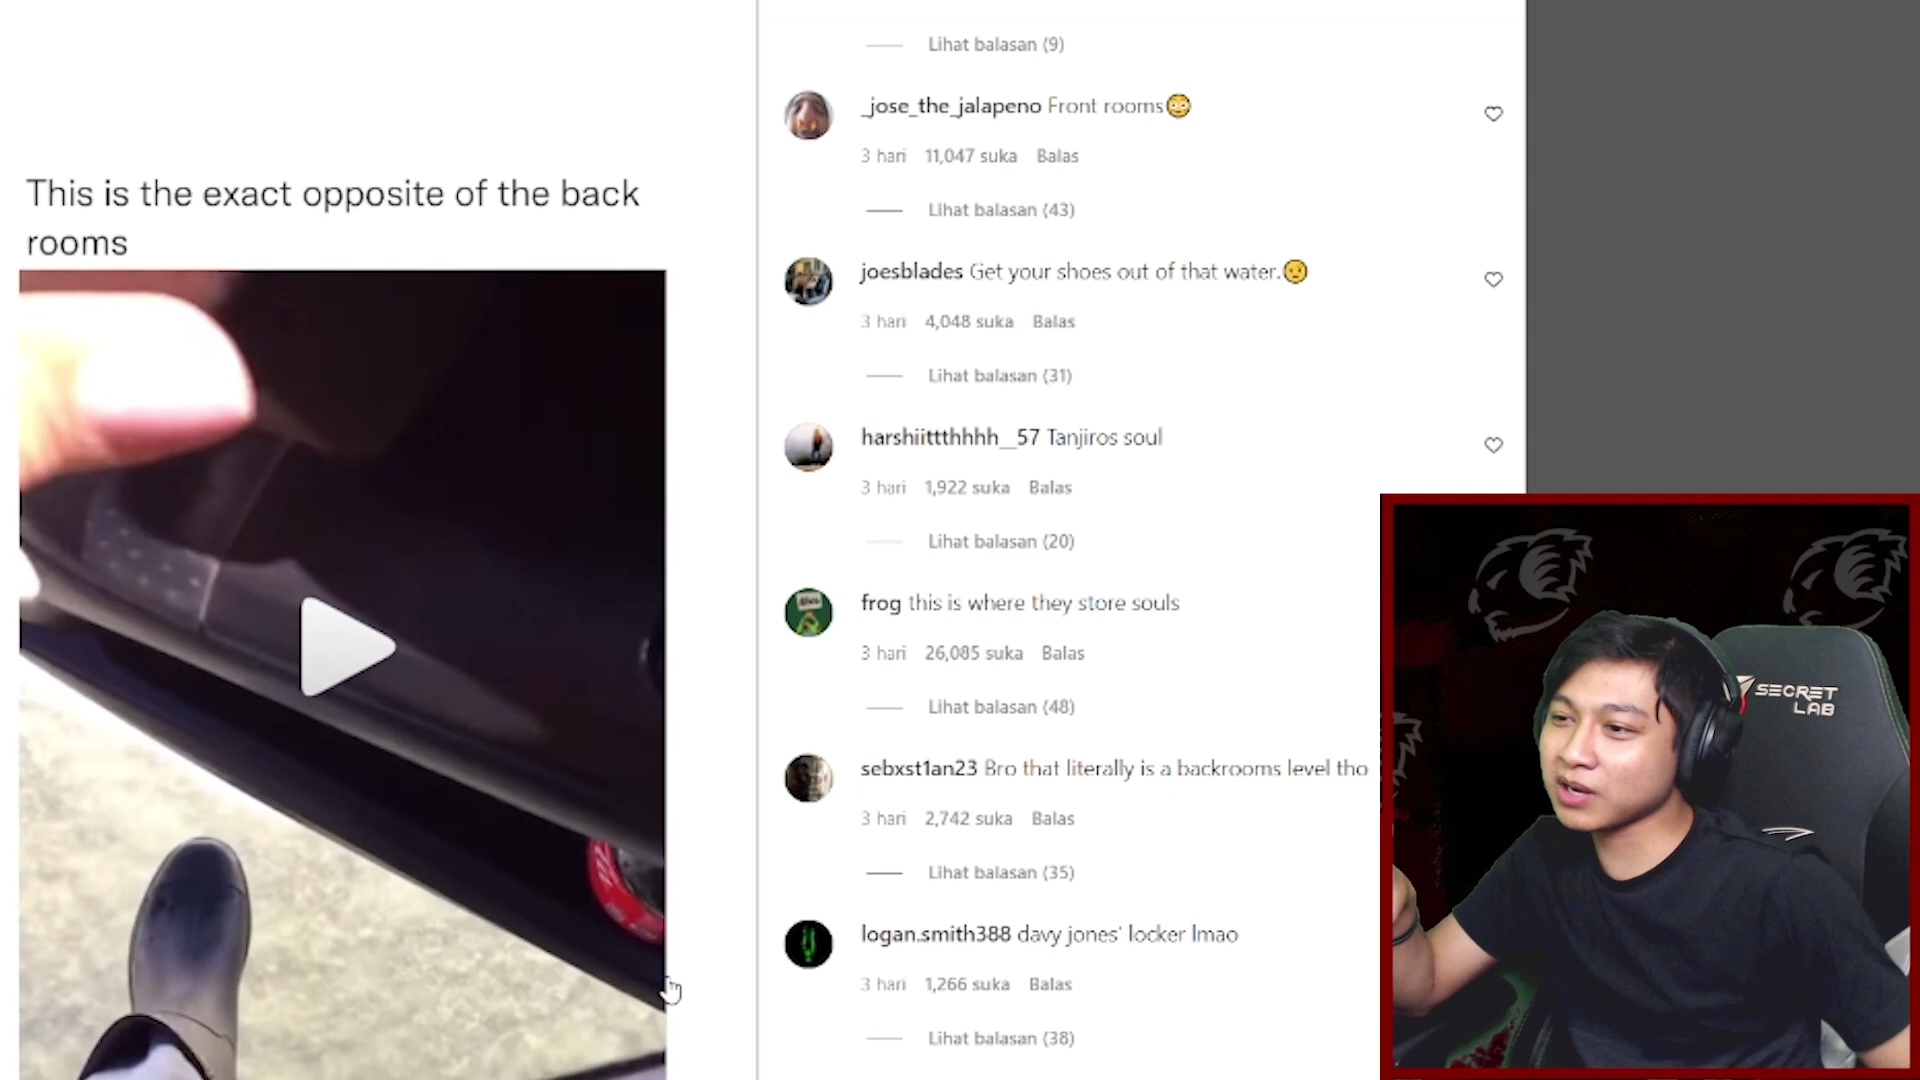 This is the exact opposite of the back
rooms
Lihat balasan (9)
_jose_the_jalapeno Front rooms😳
3 hari 11,047 suka Balas
Lihat balasan (43)
joesblades Get your shoes out of that water.🤨
3 hari 4,048 suka Balas
Lihat balasan (31)
harshiittthhhh__57 Tanjiros soul
3 hari 1,922 suka Balas
Lihat balasan (20)
frog this is where they store souls
3 hari 26,085 suka Balas
Lihat balasan (48)
sebxst1an23 Bro that literally is a backrooms level tho
3 hari 2,742 suka Balas
Lihat balasan (35)
logan.smith388 davy jones' locker lmao
3 hari 1,266 suka Balas
Lihat balasan (38)
SECRET
LAB